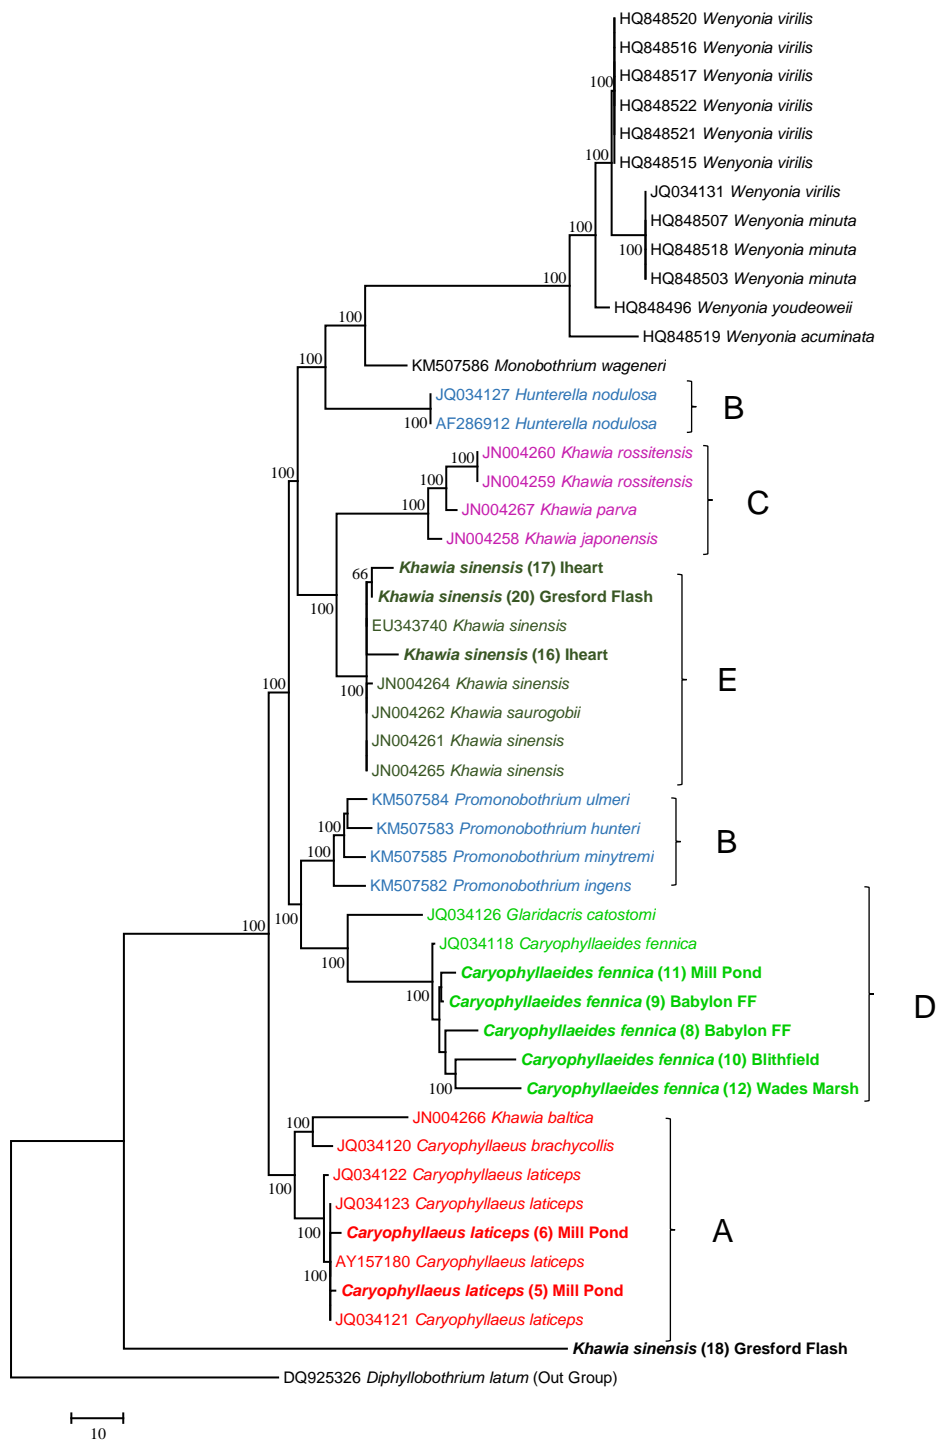 HQ848520 Wenyonia virilis
HQ848516 Wenyonia virilis
HQ848517 Wenyonia virilis
100
HQ848522 Wenyonia virilis
HQ848521 Wenyonia virilis
100
HQ848515 Wenyonia virilis
JQ034131 Wenyonia virilis
HQ848507 Wenyonia minuta
100
100
HQ848518 Wenyonia minuta
100
HQ848503 Wenyonia minuta
HQ848496 Wenyonia youdeoweii
100
HQ848519 Wenyonia acuminata
100
KM507586 Monobothrium wageneri
JQ034127 Hunterella nodulosa
B
100
AF286912 Hunterella nodulosa
JN004260 Khawia rossitensis
100
100
JN004259 Khawia rossitensis
100
JN004267 Khawia parva
C
100
JN004258 Khawia japonensis
Khawia sinensis (17) Iheart
66
Khawia sinensis (20) Gresford Flash
100
EU343740 Khawia sinensis
Khawia sinensis (16) Iheart
E
100
100
JN004264 Khawia sinensis
JN004262 Khawia saurogobii
JN004261 Khawia sinensis
JN004265 Khawia sinensis
KM507584 Promonobothrium ulmeri
100
KM507583 Promonobothrium hunteri
B
100
KM507585 Promonobothrium minytremi
KM507582 Promonobothrium ingens
100
100
JQ034126 Glaridacris catostomi
JQ034118 Caryophyllaeides fennica
100
Caryophyllaeides fennica (11) Mill Pond
100
Caryophyllaeides fennica (9) Babylon FF
D
Caryophyllaeides fennica (8) Babylon FF
Caryophyllaeides fennica (10) Blithfield
100
Caryophyllaeides fennica (12) Wades Marsh
JN004266 Khawia baltica
100
JQ034120 Caryophyllaeus brachycollis
JQ034122 Caryophyllaeus laticeps
100
JQ034123 Caryophyllaeus laticeps
100
Caryophyllaeus laticeps (6) Mill Pond
A
AY157180 Caryophyllaeus laticeps
100
Caryophyllaeus laticeps (5) Mill Pond
JQ034121 Caryophyllaeus laticeps
Khawia sinensis (18) Gresford Flash
DQ925326 Diphyllobothrium latum (Out Group)
10